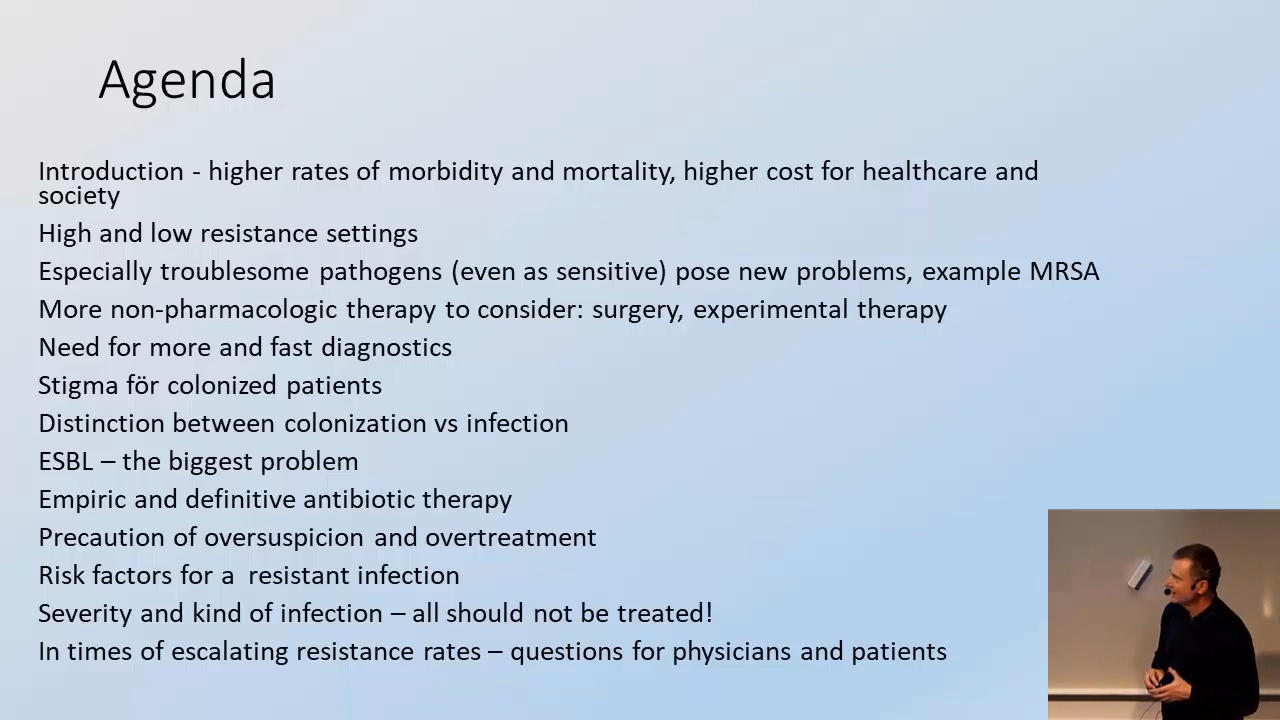 Agenda
Introduction - higher rates of morbidity and mortality, higher cost for healthcare and
society
High and low resistance settings
Especially troublesome pathogens (even as sensitive) pose new problems, example MRSA
More non-pharmacologic therapy to consider: surgery, experimental therapy
Need for more and fast diagnostics
Stigma för colonized patients
Distinction between colonization vs infection
ESBL – the biggest problem
Empiric and definitive antibiotic therapy
Precaution of oversuspicion and overtreatment
Risk factors for a  resistant infection
Severity and kind of infection – all should not be treated!
In times of escalating resistance rates – questions for physicians and patients